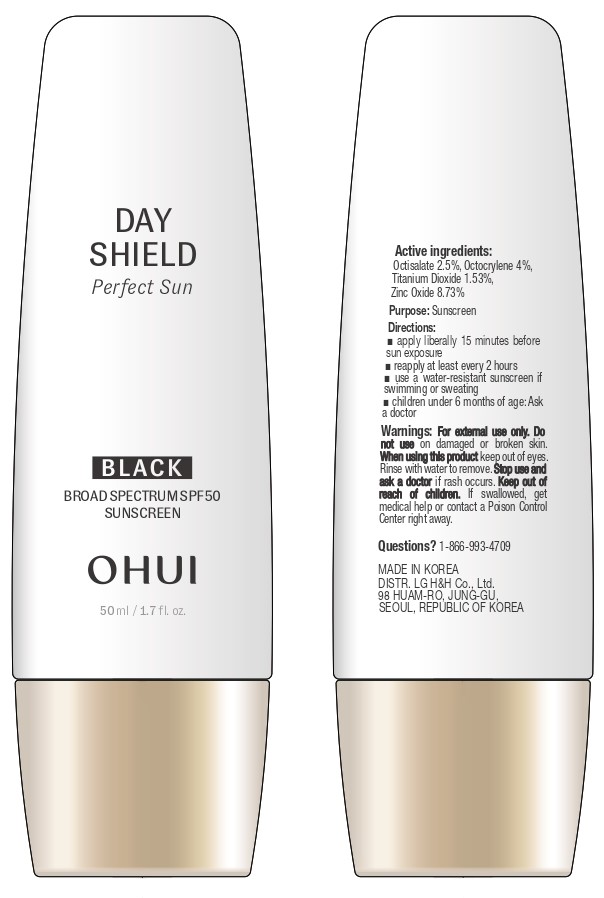 DAY
SHIELD
Perfect Sun
BLACK
BROAD SPECTRUM SPF50
SUNSCREEN
OHUI
50 ml / 1.7 fl. oz.
Active ingredients:
Octisalate 2.5%, Octocrylene 4%,
Titanium Dioxide 1.53%,
Zinc Oxide 8.73%
Purpose: Sunscreen
Directions:
■ apply liberally 15 minutes before
sun exposure
■ reapply at least every 2 hours
■ use a water-resistant sunscreen if
swimming or sweating
■ children under 6 months of age: Ask
a doctor
Warnings: For external use only. Do
not use on damaged or broken skin.
When using this product keep out of eyes.
Rinse with water to remove. Stop use and
ask a doctor if rash occurs. Keep out of
reach of children. If swallowed, get
medical help or contact a Poison Control
Center right away.
Questions? 1-866-993-4709
MADE IN KOREA
DISTR. LG H&H Co., Ltd.
98 HUAM-RO, JUNG-GU,
SEOUL, REPUBLIC OF KOREA